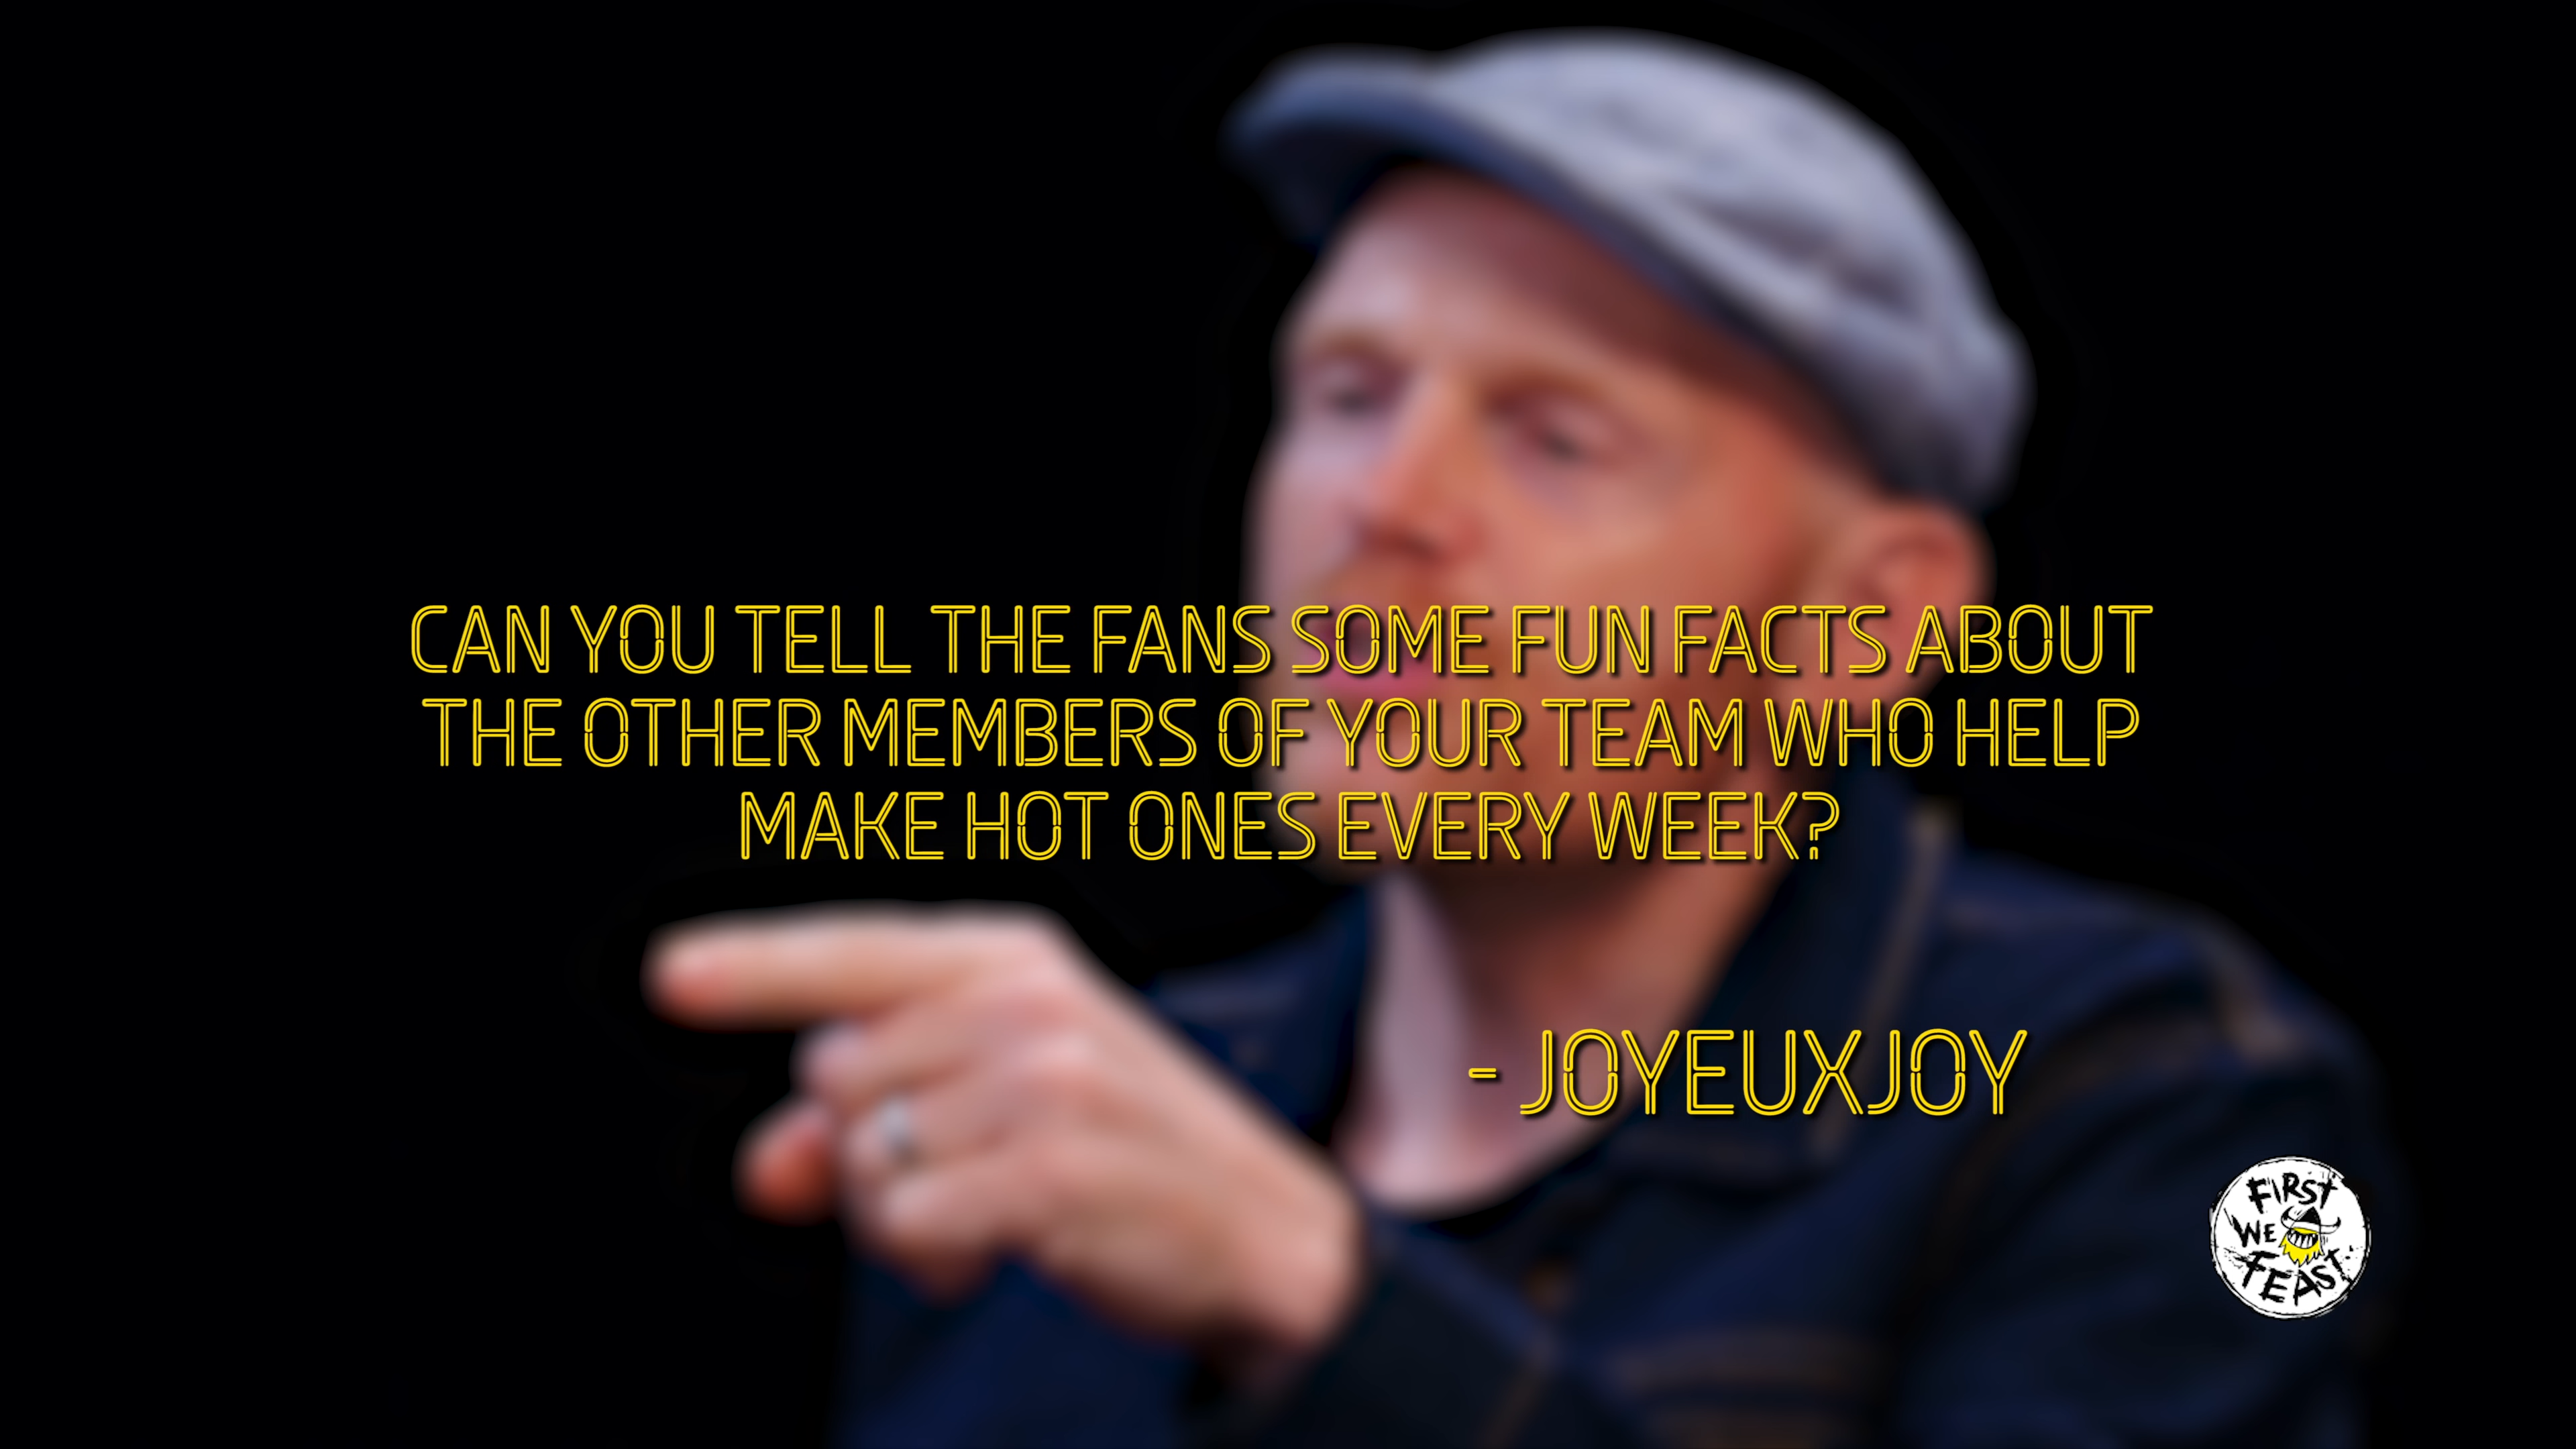 CAN YOU TELL THE FANS SOME FUN FACTS ABOUT
THE OTHER MEMBERS OF YOUR TEAM WHO HELP
MAKE HOT ONES EVERY WEEK?
- JOYEUXJOY
FIRST
WE
FEAST